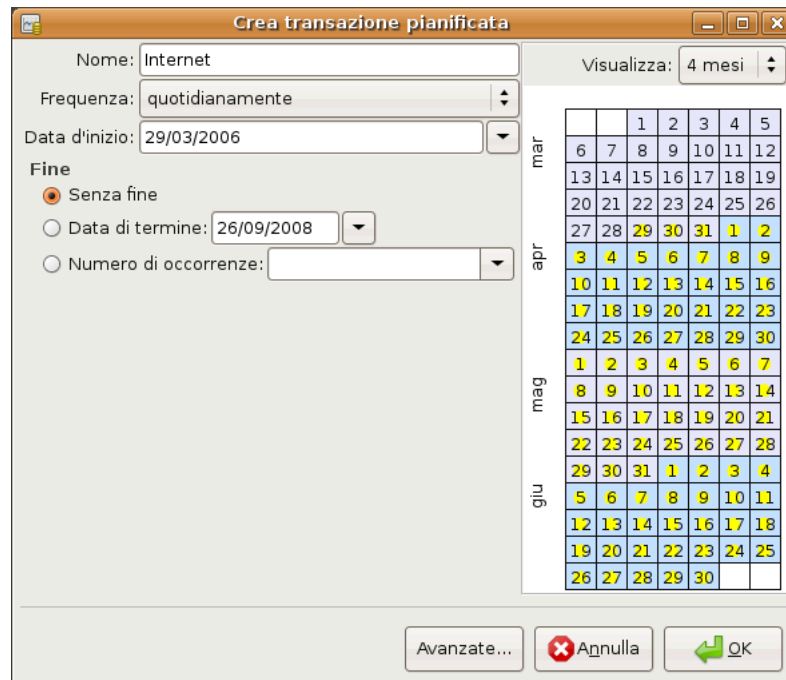 Crea transazione pianificata
Nome: Internet
Frequenza: quotidianamente
Data d'inizio: 29/03/2006
Fine
Senza fine
Data di termine: 26/09/2008
Numero di occorrenze:
Visualizza: 4 mesi
mar
1 2 3 4 5
6 7 8 9 10 11 12
13 14 15 16 17 18 19
20 21 22 23 24 25 26
27 28 29 30 31 1 2
apr
3 4 5 6 7 8 9
10 11 12 13 14 15 16
17 18 19 20 21 22 23
24 25 26 27 28 29 30
1 2 3 4 5 6 7
mag
8 9 10 11 12 13 14
15 16 17 18 19 20 21
22 23 24 25 26 27 28
29 30 31 1 2 3 4
giu
5 6 7 8 9 10 11
12 13 14 15 16 17 18
19 20 21 22 23 24 25
26 27 28 29 30
Avanzate... Annulla OK